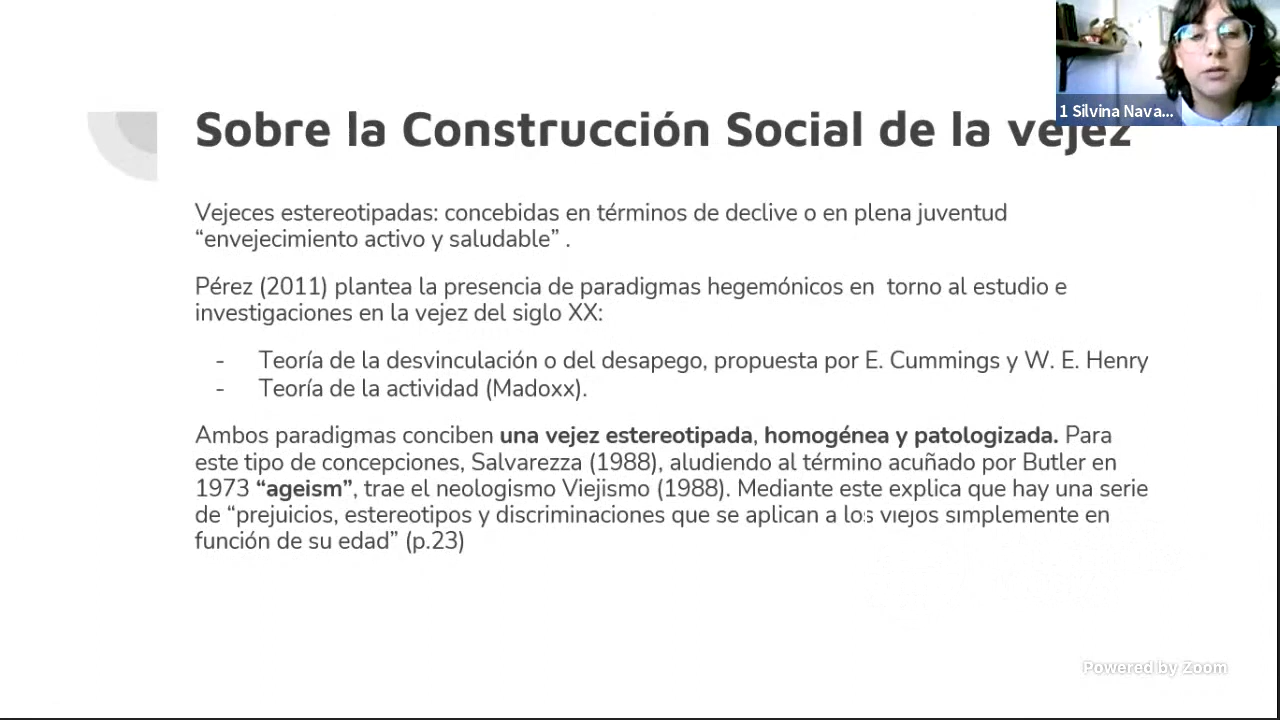 1 Silvina Nava...
Sobre la Construcción Social de la vejez
Vejeces estereotipadas: concebidas en términos de declive o en plena juventud
“envejecimiento activo y saludable” .
Pérez (2011) plantea la presencia de paradigmas hegemónicos en torno al estudio e
investigaciones en la vejez del siglo XX:
- Teoría de la desvinculación o del desapego, propuesta por E. Cummings y W. E. Henry
- Teoría de la actividad (Madoxx).
Ambos paradigmas conciben una vejez estereotipada, homogénea y patologizada. Para
este tipo de concepciones, Salvarezza (1988), aludiendo al término acuñado por Butler en
1973 “ageism”, trae el neologismo Viejismo (1988). Mediante este explica que hay una serie
de “prejuicios, estereotipos y discriminaciones que se aplican a los viejos simplemente en
función de su edad” (p.23)
Powered by Zoom